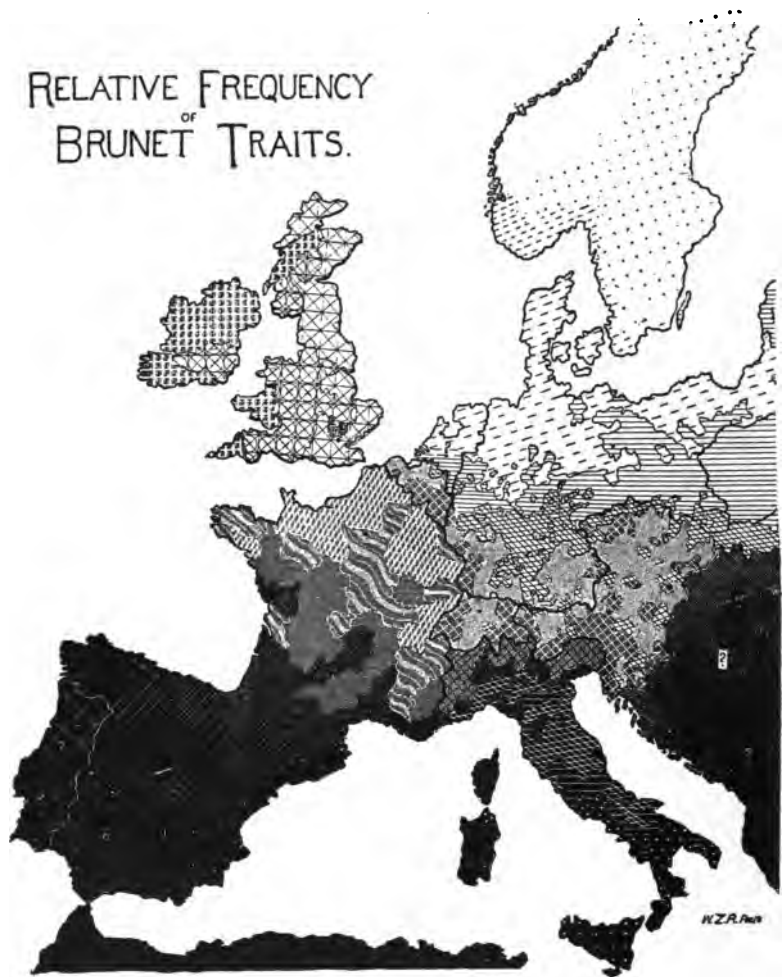 RELATIVE FREQUENCY
OF
BRUNET TRAITS.
?
?
?
W.Z.R.